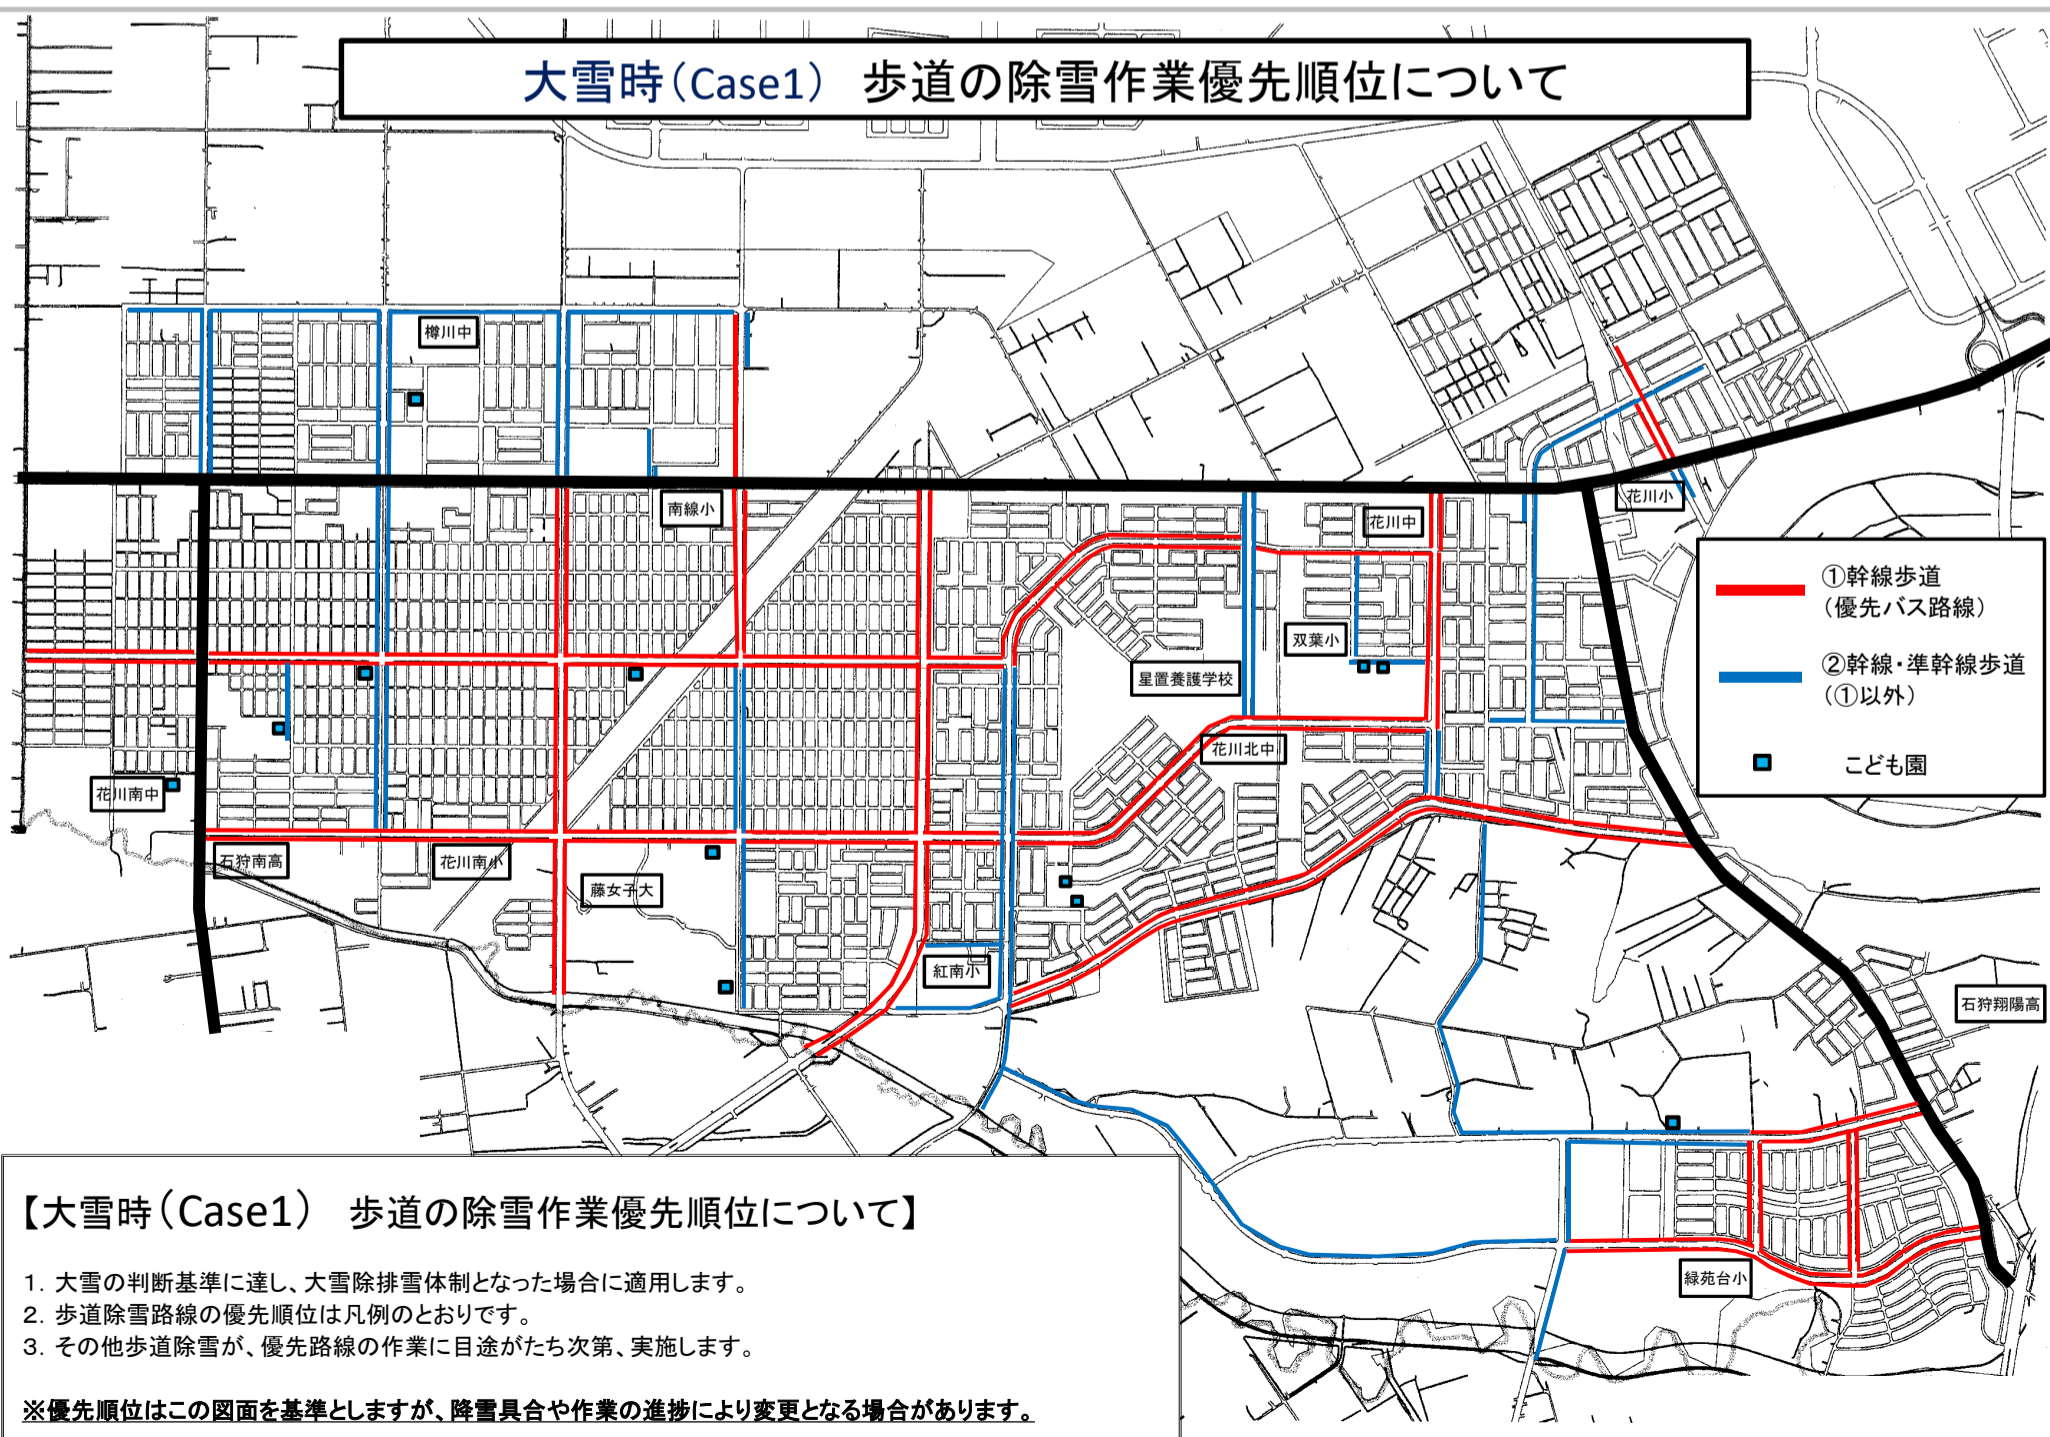 大雪時(Case1) 歩道の除雪作業優先順位について
樽川中
南線小
花川中
花川小
①幹線歩道
(優先バス路線)
双葉小
②幹線・準幹線歩道
(①以外)
星置養護学校
花川北中
こども園
花川南中
石狩南高
花川南小
藤女子大
紅南小
石狩翔陽高
緑苑台小
【大雪時(Case1) 歩道の除雪作業優先順位について】
1. 大雪の判断基準に達し、大雪除排雪体制となった場合に適用します。
2. 歩道除雪路線の優先順位は凡例のとおりです。
3. その他歩道除雪が、優先路線の作業に目途がたち次第、実施します。
※優先順位はこの図面を基準としますが、降雪具合や作業の進捗により変更となる場合があります。